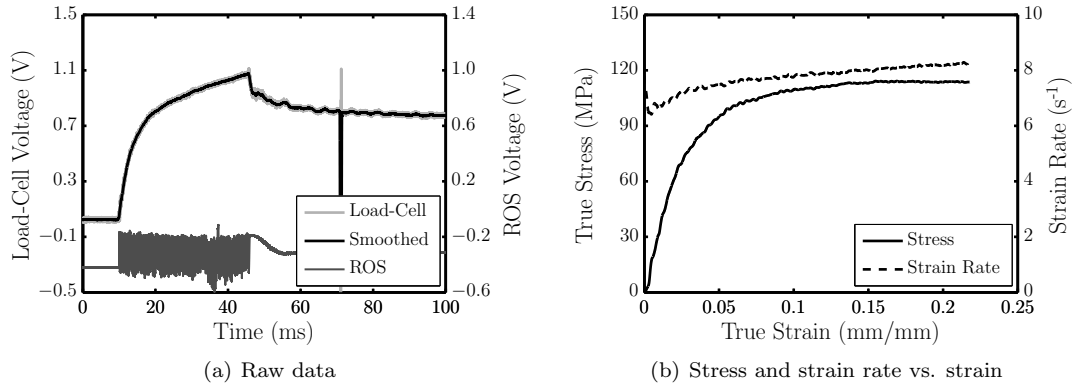 1.5
1.1
0.7
0.3
−0.1
−0.5
Load-Cell Voltage (V)
1.4
1.0
0.6
0.2
−0.2
−0.6
ROS Voltage (V)
Load-Cell
Smoothed
ROS
0 20 40 60 80 100
Time (ms)
(a) Raw data
150
120
90
60
30
0
True Stress (MPa)
10
8
6
4
2
0
Strain Rate (s⁻¹)
Stress
Strain Rate
0 0.05 0.1 0.15 0.2 0.25
True Strain (mm/mm)
(b) Stress and strain rate vs. strain